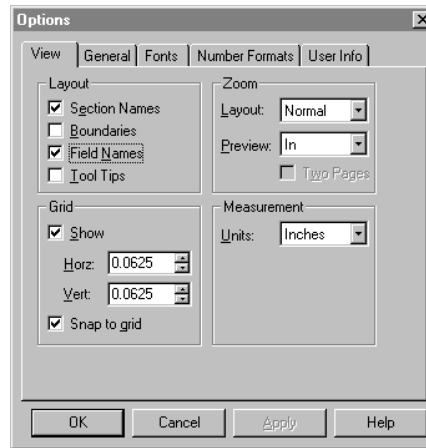 Options
View General Fonts Number Formats User Info
Layout
Section Names
Boundaries
Field Names
Tool Tips
Zoom
Layout: Normal
Preview: In
Two Pages
Grid
Show
Horz: 0.0625
Vert: 0.0625
Snap to grid
Measurement
Units: Inches
OK Cancel Apply Help